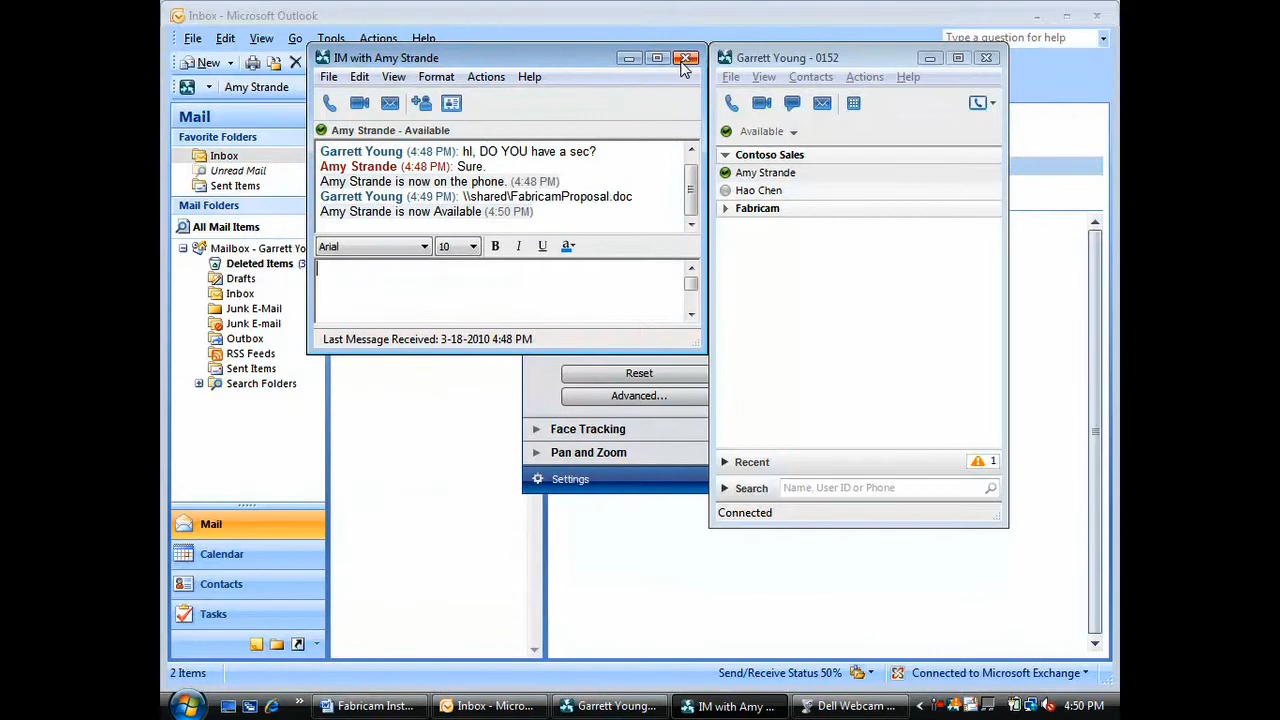 Inbox - Microsoft Outlook
File Edit View Go Tools Actions Help
Type a question for help
New
Amy Strande
Mail
Favorite Folders
Inbox
Unread Mail
Sent Items
Mail Folders
All Mail Items
Mailbox - Garrett Yo
Deleted Items (3
Drafts
Inbox
Junk E-Mail
Junk E-mail
Outbox
RSS Feeds
Sent Items
Search Folders
Mail
Calendar
Contacts
Tasks
2 Items
IM with Amy Strande
File Edit View Format Actions Help
Amy Strande - Available
Garrett Young (4:48 PM): hI, DO YOU have a sec?
Amy Strande (4:48 PM): Sure.
Amy Strande is now on the phone. (4:48 PM)
Garrett Young (4:49 PM): \\shared\FabricamProposal.doc
Amy Strande is now Available (4:50 PM)
Arial 10 B I U a
Last Message Received: 3-18-2010 4:48 PM
Reset
Advanced...
Face Tracking
Pan and Zoom
Settings
Garrett Young - 0152
File View Contacts Actions Help
Available
Contoso Sales
Amy Strande
Hao Chen
Fabricam
Recent 1
Search Name, User ID or Phone
Connected
Send/Receive Status 50% Connected to Microsoft Exchange
Fabricam Inst... Inbox - Micros... Garrett Young... IM with Amy ... Dell Webcam ... 4:50 PM